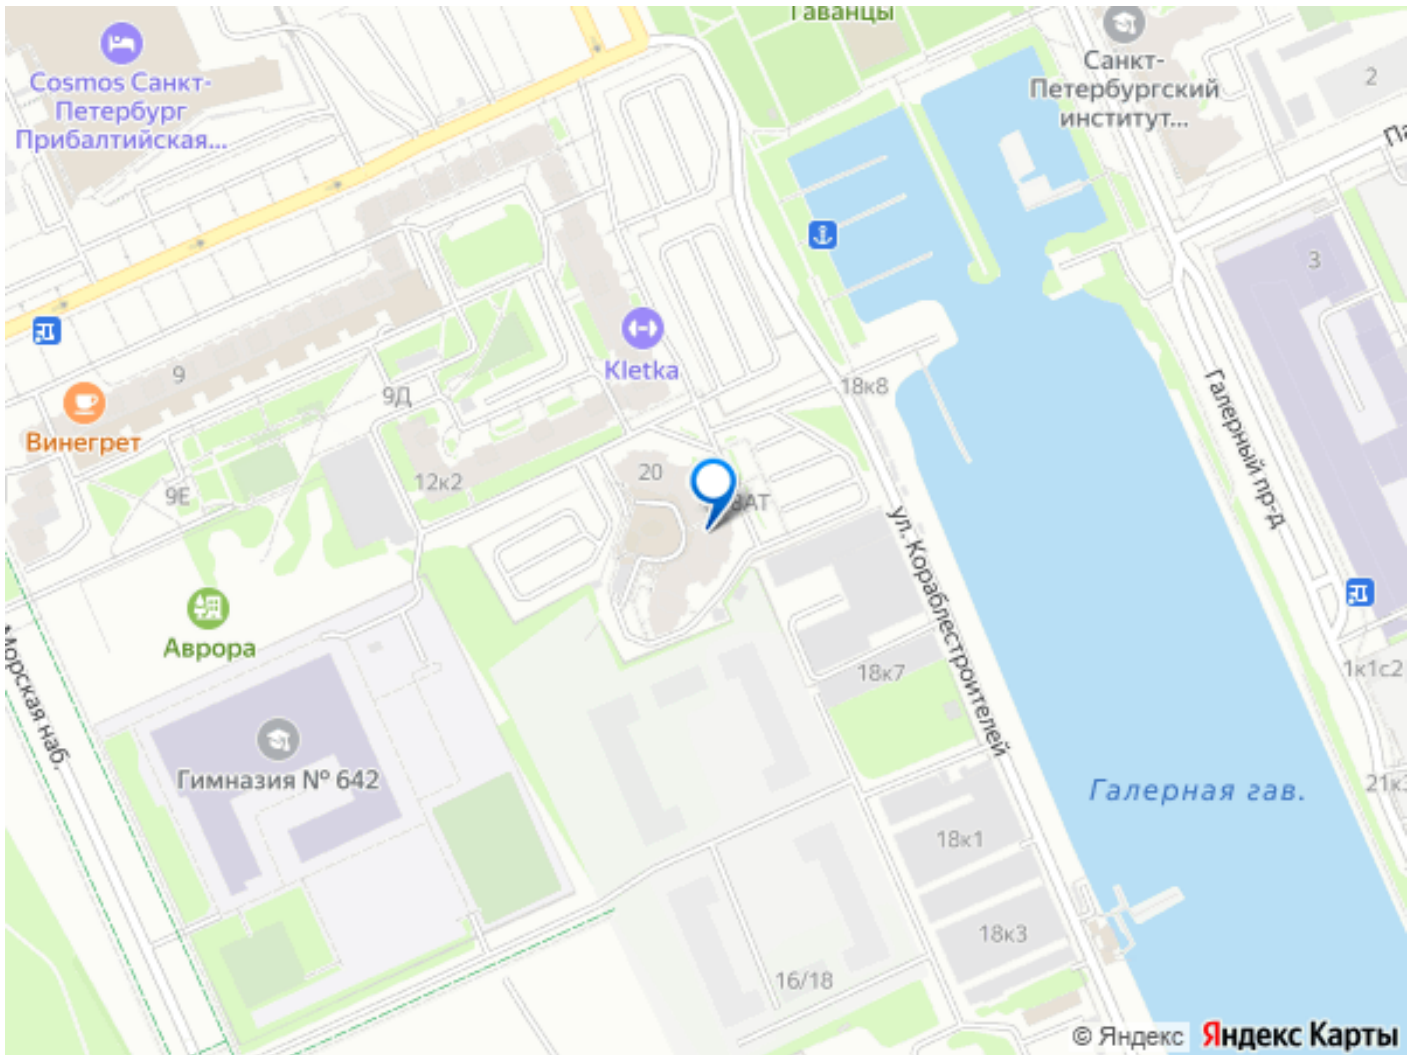 Гаванцы
Cosmos Санкт-
Петербург
Прибалтийская...
Санкт-
Петербургский
институт...
2
3
Kletka
9
9Д
18к8
Галерный пр-д
Винегрет
20
12к2
9Е
ул. Кораблестроителей
Аврора
Морская наб.
18к7
1к1с2
Гимназия № 642
Галерная гав.
18к1
18к3
16/18
© Яндекс Яндекс Карты